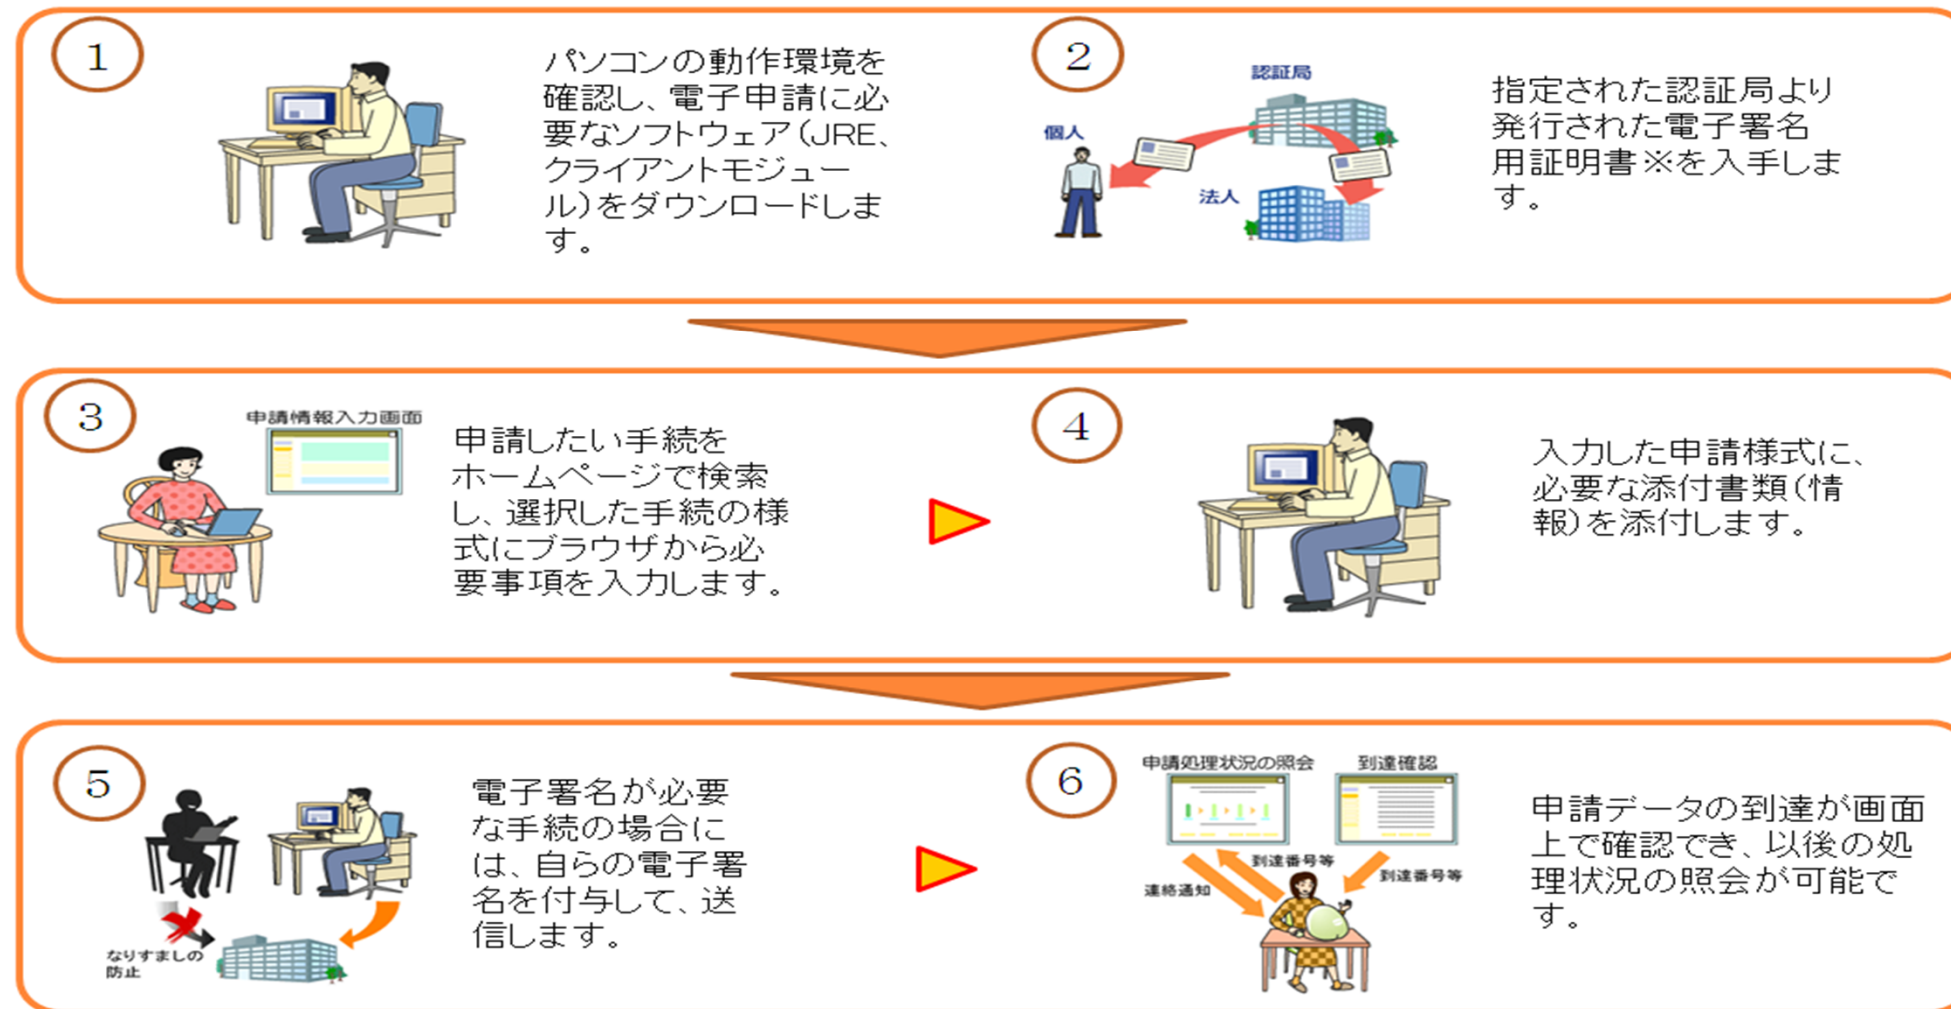 1
パソコンの動作環境を
確認し、電子申請に必
要なソフトウェア(JRE、
クライアントモジュー
ル)をダウンロードしま
す。
2
認証局
個人
法人
指定された認証局より
発行された電子署名
用証明書※を入手しま
す。
3
申請情報入力画面
申請したい手続を
ホームページで検索
し、選択した手続の様
式にブラウザから必
要事項を入力します。
4
入力した申請様式に、
必要な添付書類(情
報)を添付します。
5
なりすましの
防止
電子署名が必要
な手続の場合に
は、自らの電子署
名を付与して、送
信します。
6
申請処理状況の照会
到達確認
到達番号等
連絡通知
到達番号等
申請データの到達が画面
上で確認でき、以後の処
理状況の照会が可能で
す。